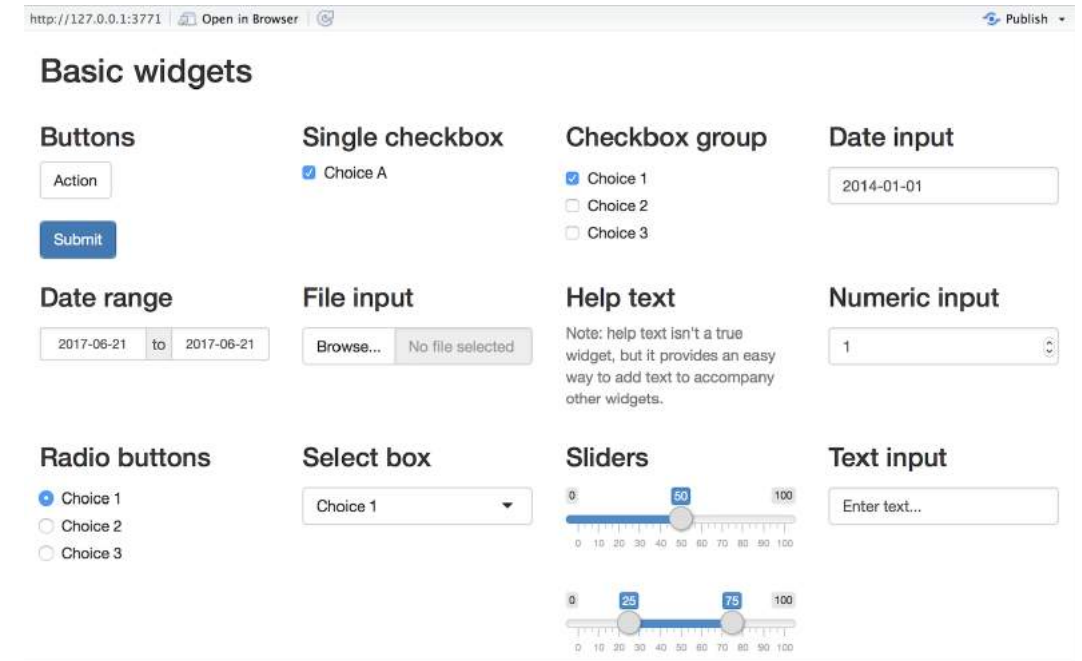 http://127.0.0.1:3771 Open in Browser Publish
Basic widgets
Buttons
Action
Submit
Single checkbox
Choice A
Checkbox group
Choice 1
Choice 2
Choice 3
Date input
2014-01-01
Date range
2017-06-21 to 2017-06-21
File input
Browse... No file selected
Help text
Note: help text isn't a true
widget, but it provides an easy
way to add text to accompany
other widgets.
Numeric input
1
Radio buttons
Choice 1
Choice 2
Choice 3
Select box
Choice 1
Sliders
0 50 100
0 10 20 30 40 50 60 70 80 90 100
0 25 75 100
0 10 20 30 40 50 60 70 80 90 100
Text input
Enter text...